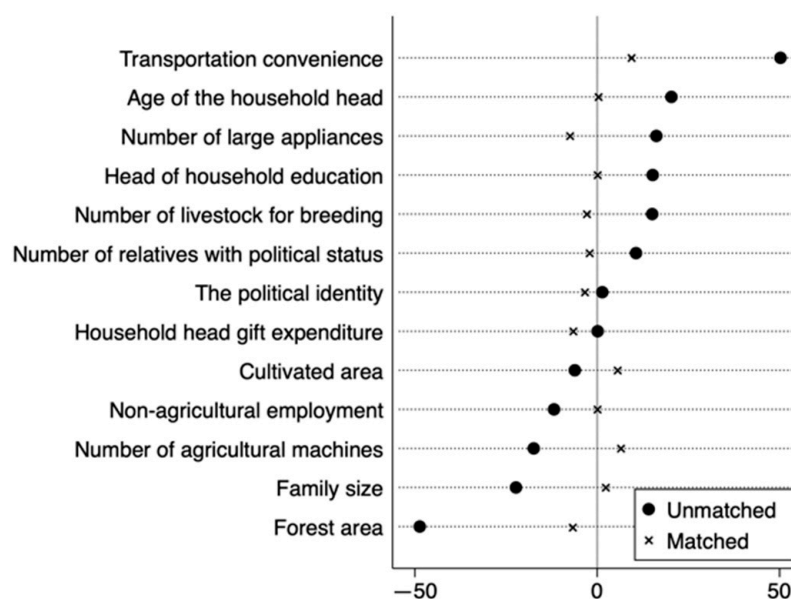 Transportation convenience
Age of the household head
Number of large appliances
Head of household education
Number of livestock for breeding
Number of relatives with political status
The political identity
Household head gift expenditure
Cultivated area
Non-agricultural employment
Number of agricultural machines
Family size
Forest area
Unmatched
Matched
−50
0
50